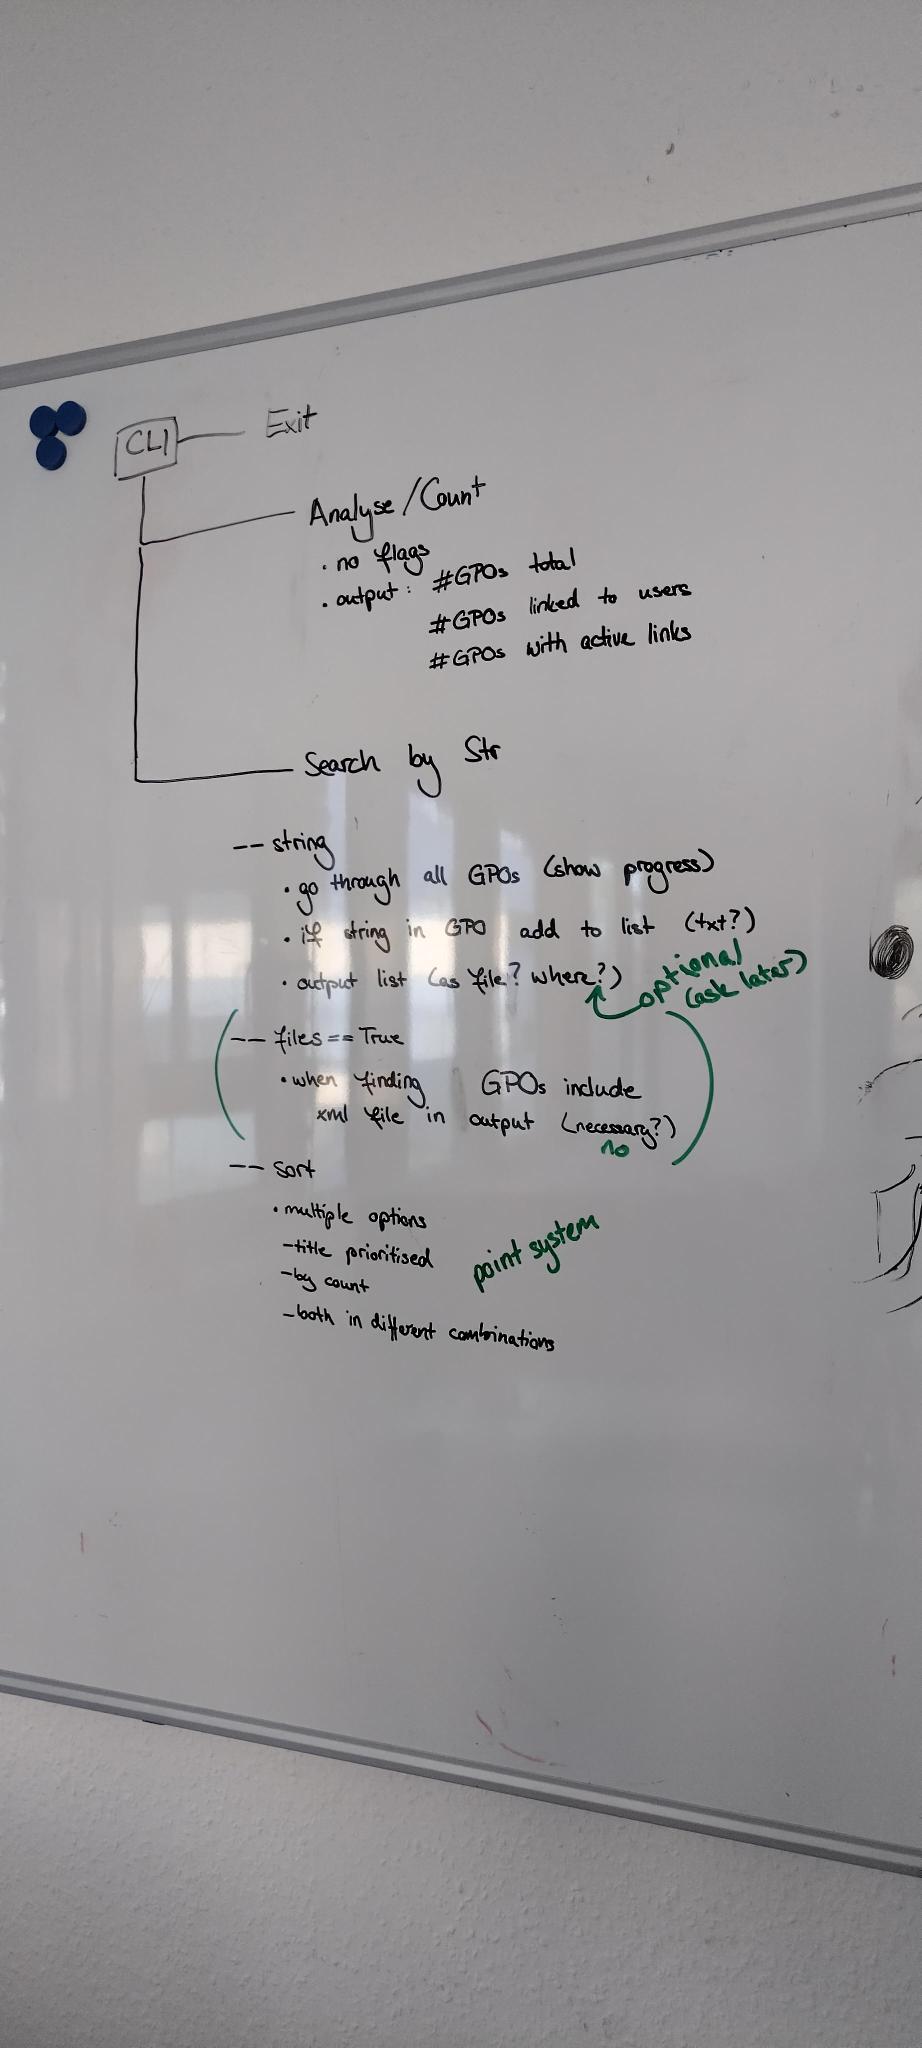 CLI Exit
Analyse/Count
• no flags
• output: #GPOs total
#GPOs linked to users
#GPOs with active links
Search by Str
-- string
• go through all GPOs (show progress)
• if string in GPO add to list (txt?)
• output list (as file? where?)
optional
(ask later)
-- files == True
• when finding GPOs include
xml file in output (necessary?)
no
-- sort
• multiple options
- title prioritised
- by count
- both in different combinations
point system